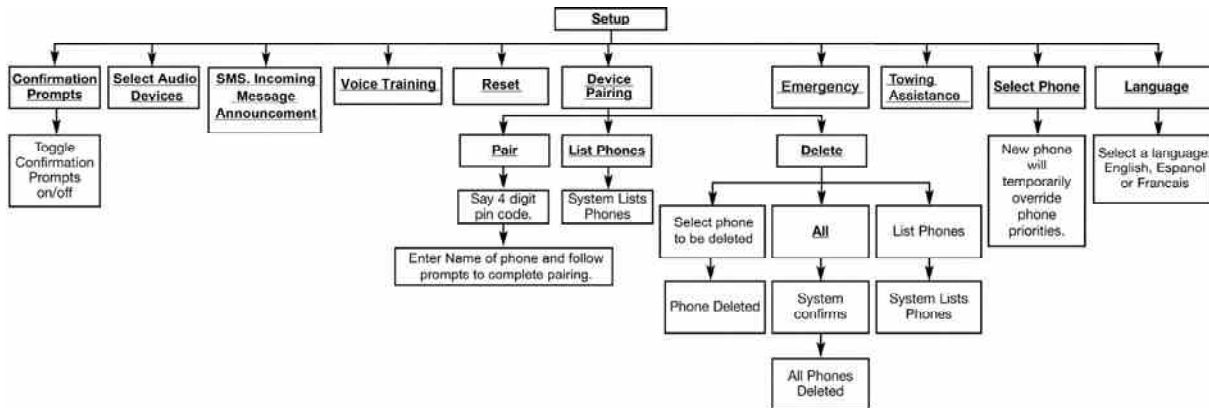 Setup
Confirmation
Prompts
Select Audio
Devices
SMS. Incoming
Message
Announcement
Voice Training
Reset
Device
Pairing
Emergency
Towing
Assistance
Select Phone
Language
Toggle
Confirmation
Prompts
on/off
Pair
List Phones
Delete
New phone
will
temporarily
override
phone
priorities.
Select a language
English, Espanol
or Francais
Say 4 digit
pin code.
System Lists
Phones
Select phone
to be deleted
All
List Phones
Enter Name of phone and follow
prompts to complete pairing.
Phone Deleted
System
confirms
System Lists
Phones
All Phones
Deleted